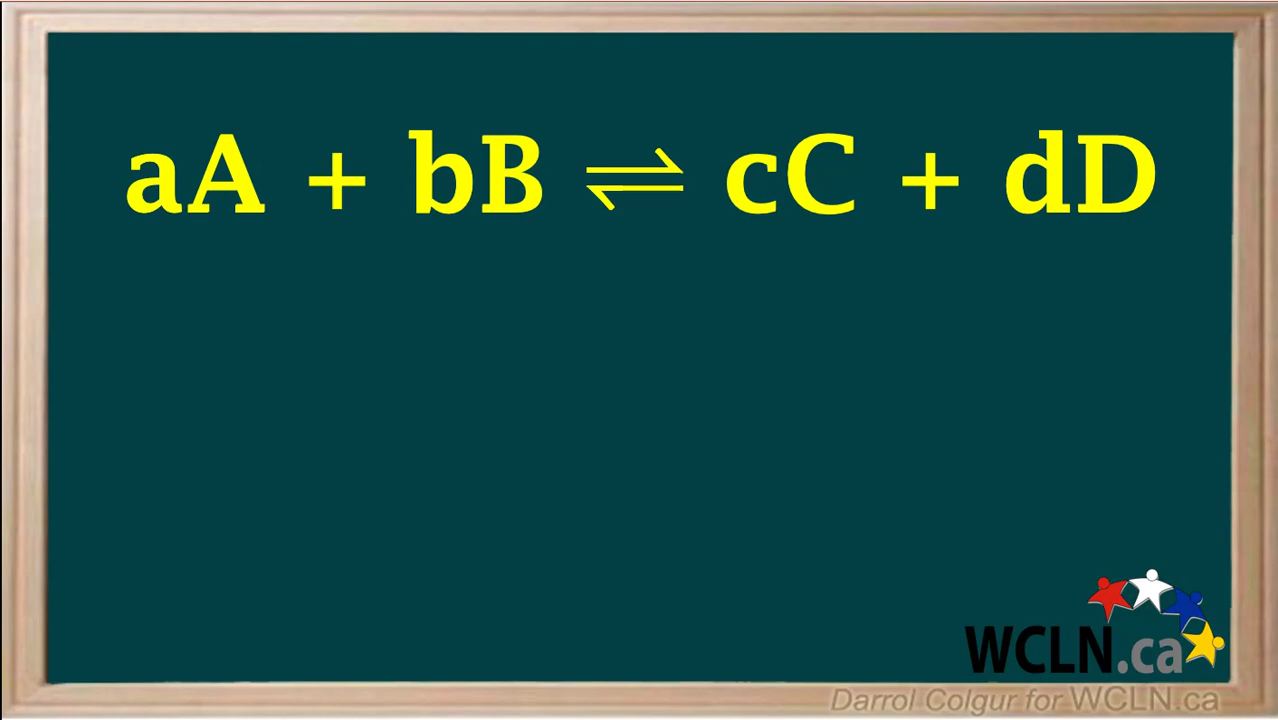 aA + bB ⇌ cC + dD
WCLN.ca
Darrol Colgur for WCLN.ca